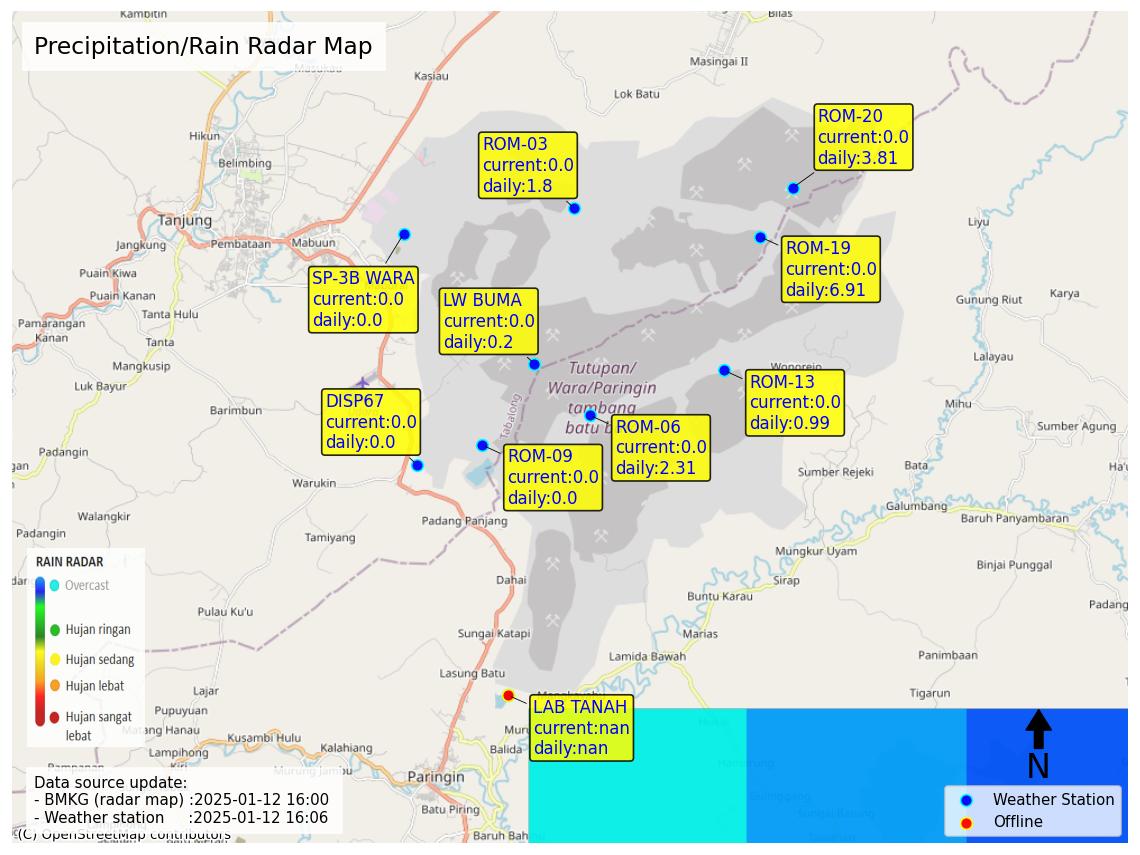 Kambitin
Bilas
Precipitation/Rain Radar Map
Masukau
Kasiau
Masingai II
Lok Batu
ROM-20
current:0.0
daily:3.81
Hikun
ROM-03
current:0.0
daily:1.8
Belimbing
Tanjung
Liyu
Jangkung
Pembataan
Mabuun
ROM-19
current:0.0
daily:6.91
Puain Kiwa
SP-3B WARA
current:0.0
daily:0.0
LW BUMA
current:0.0
daily:0.2
Puain Kanan
Tanta Hulu
Gunung Riut
Karya
Pamarangan
Kanan
Tanta
Mangkusip
Lalayau
Tutupan/
Wara/Paringin
tambang
batu b
Wonorejo
Luk Bayur
ROM-13
current:0.0
daily:0.99
DISP67
current:0.0
daily:0.0
Barimbun
Tabalong
Mihu
ROM-06
current:0.0
daily:2.31
Sumber Agung
Padangin
ROM-09
current:0.0
daily:0.0
Warukin
Sumber Rejeki
Bata
Ha'u
Galumbang
Walangkir
Padang Panjang
Baruh Panyambaran
Padangin
Tamiyang
Mungkur Uyam
Binjai Punggal
RAIN RADAR
Overcast
Hujan ringan
Hujan sedang
Hujan lebat
Hujan sangat
lebat
Dahai
Sirap
Buntu Karau
Padang
Pulau Ku'u
Sungai Katapi
Marias
Lamida Bawah
Panimbaan
Lasung Batu
Lajar
Tigarun
Pupuyuan
LAB TANAH
current:nan
daily:nan
Matang Hanau
Kusambi Hulu
Lampihong
Kalahiang
Balida
Murung Jambu
Paringin
N
Data source update:
- BMKG (radar map) :2025-01-12 16:00
- Weather station :2025-01-12 16:06
Batu Piring
Weather Station
Offline
(C) OpenStreetMap contributors